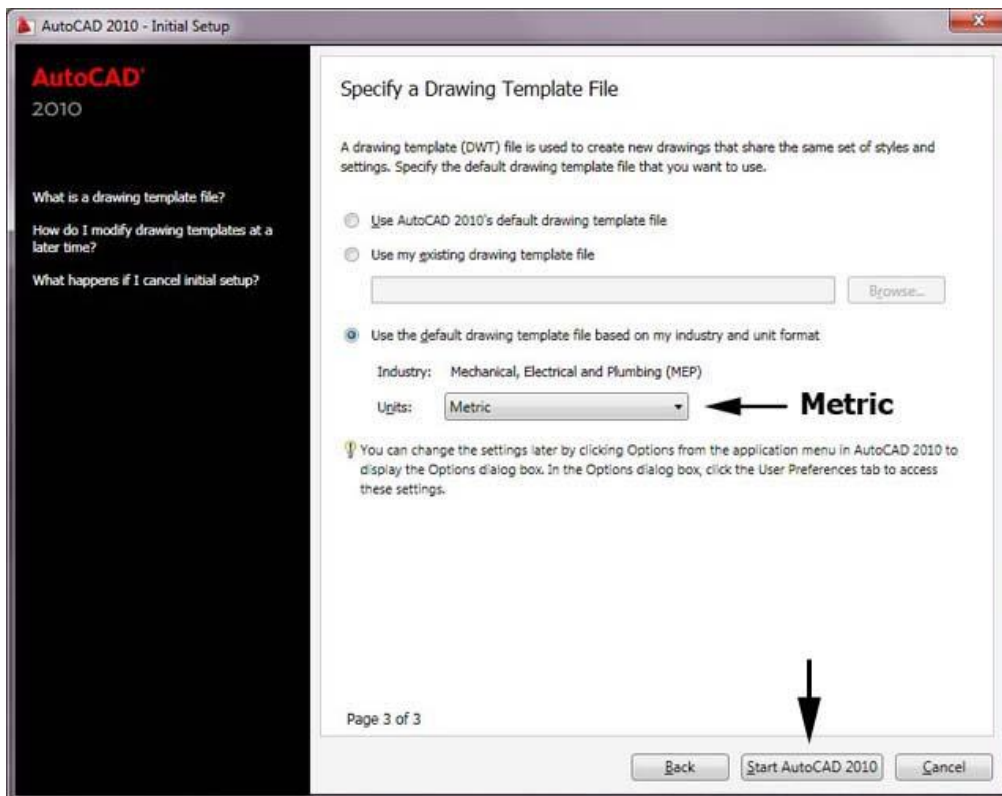 AutoCAD 2010 - Initial Setup
AutoCAD'
2010
What is a drawing template file?
How do I modify drawing templates at a
later time?
What happens if I cancel initial setup?
Specify a Drawing Template File
A drawing template (DWT) file is used to create new drawings that share the same set of styles and
settings. Specify the default drawing template file that you want to use.
Use AutoCAD 2010's default drawing template file
Use my existing drawing template file
Browse...
Use the default drawing template file based on my industry and unit format
Industry: Mechanical, Electrical and Plumbing (MEP)
Units: Metric Metric
You can change the settings later by clicking Options from the application menu in AutoCAD 2010 to
display the Options dialog box. In the Options dialog box, click the User Preferences tab to access
these settings.
Page 3 of 3
Back Start AutoCAD 2010 Cancel